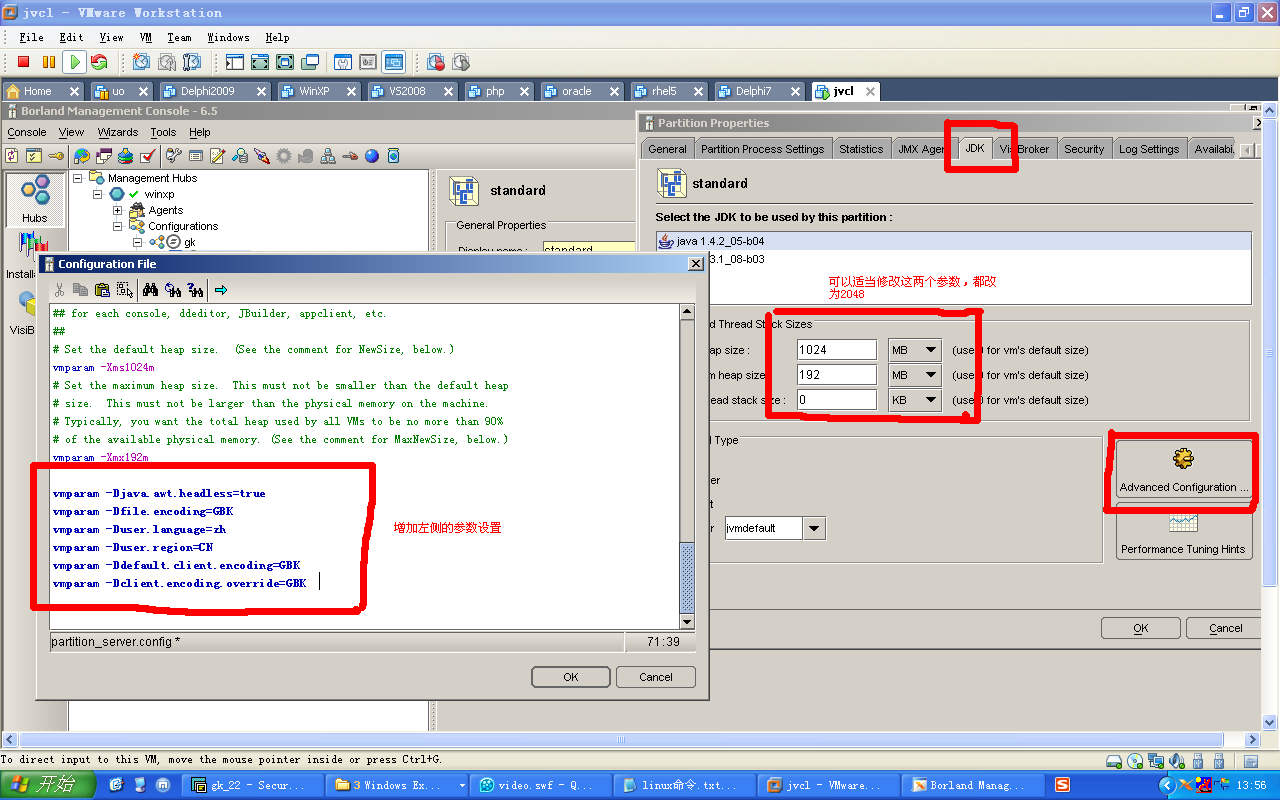 jvcl - VMware Workstation
File Edit View VM Team Windows Help
Home uo Delphi2009 WinXP VS2008 php oracle rhel5 Delphi7 jvcl
Borland Management Console - 6.5
Console View Wizards Tools Help
Hubs
Management Hubs
winxp
Agents
Configurations
gk
standard
General Properties
standard
Partition Properties
General Partition Process Settings Statistics JMX Agen JDK Broker Security Log Settings Availabi
standard
Select the JDK to be used by this partition :
java 1.4.2_05-b04
3.1_08-b03
可以适当修改这两个参数，都改
为2048
d Thread Stack Sizes
ap size : 1024 MB (use 0 for vm's default size)
m heap size 192 MB (use 0 for vm's default size)
ead stack size : 0 KB (use 0 for vm's default size)
d Type
jvmdefault
Advanced Configuration ...
Performance Tuning Hints
OK Cancel
Configuration File
## for each console, ddeditor, JBuilder, appclient, etc.
##
# Set the default heap size. (See the comment for NewSize, below.)
vmparam -Xms1024m
# Set the maximum heap size. This must not be smaller than the default heap
# size. This must not be larger than the physical memory on the machine.
# Typically, you want the total heap used by all VMs to be no more than 90%
# of the available physical memory. (See the comment for MaxNewSize, below.)
vmparam -Xmx192m
vmparam -Djava.awt.headless=true
vmparam -Dfile.encoding=GBK
vmparam -Duser.language=zh
vmparam -Duser.region=CN
vmparam -Ddefault.client.encoding=GBK
vmparam -Dclient.encoding.override=GBK
增加左侧的参数设置
partition_server.config * 71:39
OK Cancel
To direct input to this VM, move the mouse pointer inside or press Ctrl+G.
开始 gk_22 - Secur... 3 Windows Ex... video.swf - Q... linux命令.txt... jvcl - VMware... Borland Manag... 13:56